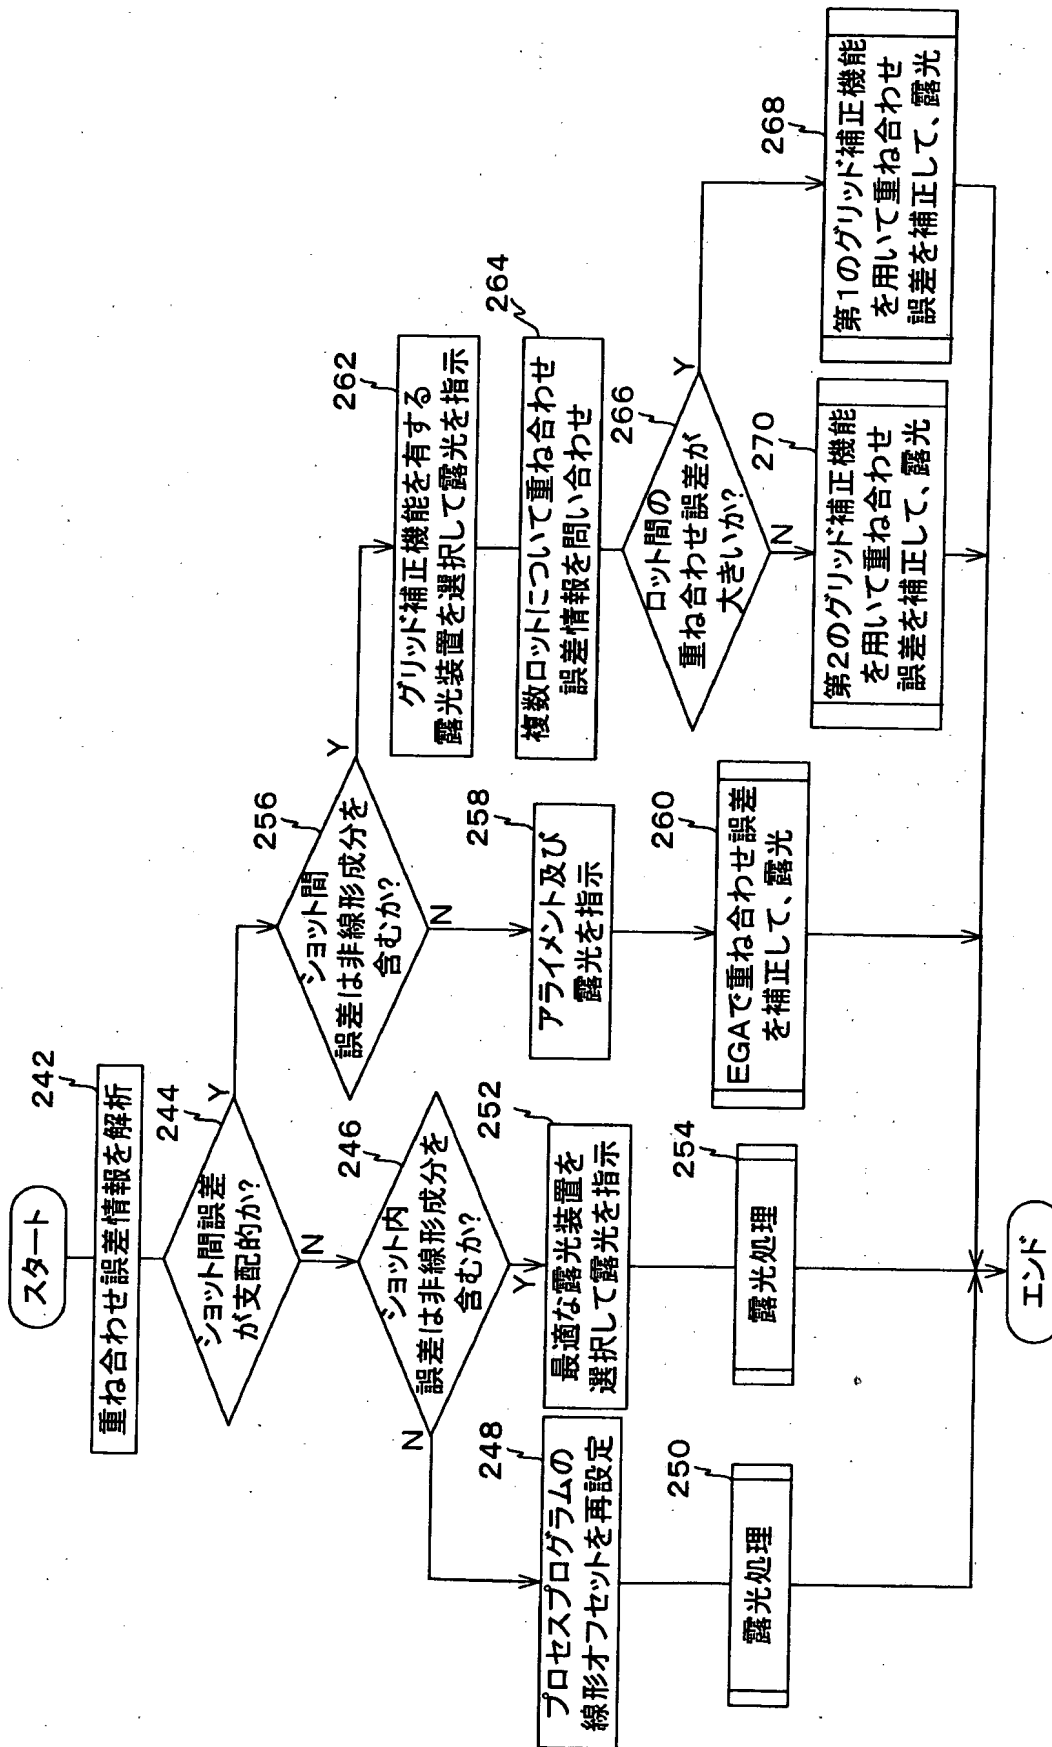 スタート
242
重ね合わせ誤差情報を解析
244
ショット間誤差
が支配的か?
Y
N
246
ショット内
誤差は非線形成分を
含むか?
N
Y
248
プロセスプログラムの
線形オフセットを再設定
250
露光処理
252
最適な露光装置を
選択して露光を指示
254
露光処理
256
ショット間
誤差は非線形成分を
含むか?
Y
N
258
アライメント及び
露光を指示
260
EGAで重ね合わせ誤差
を補正して、露光
262
グリッド補正機能を有する
露光装置を選択して露光を指示
264
複数ロットについて重ね合わせ
誤差情報を問い合わせ
266
ロット間の
重ね合わせ誤差が
大きいか?
Y
N
268
第1のグリッド補正機能
を用いて重ね合わせ
誤差を補正して、露光
270
第2のグリッド補正機能
を用いて重ね合わせ
誤差を補正して、露光
エンド